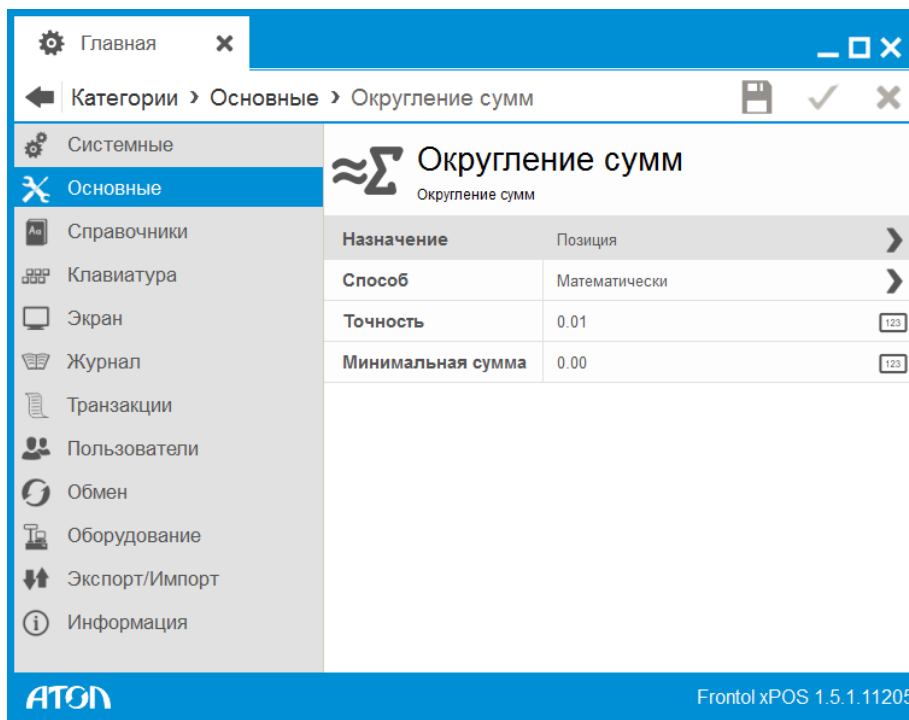 Главная
Категории › Основные › Округление сумм
Системные
Основные
Справочники
Клавиатура
Экран
Журнал
Транзакции
Пользователи
Обмен
Оборудование
Экспорт/Импорт
Информация
Округление сумм
Округление сумм
Назначение Позиция
Способ Математически
Точность 0.01 123
Минимальная сумма 0.00 123
ATOL
Frontol xPOS 1.5.1.11205